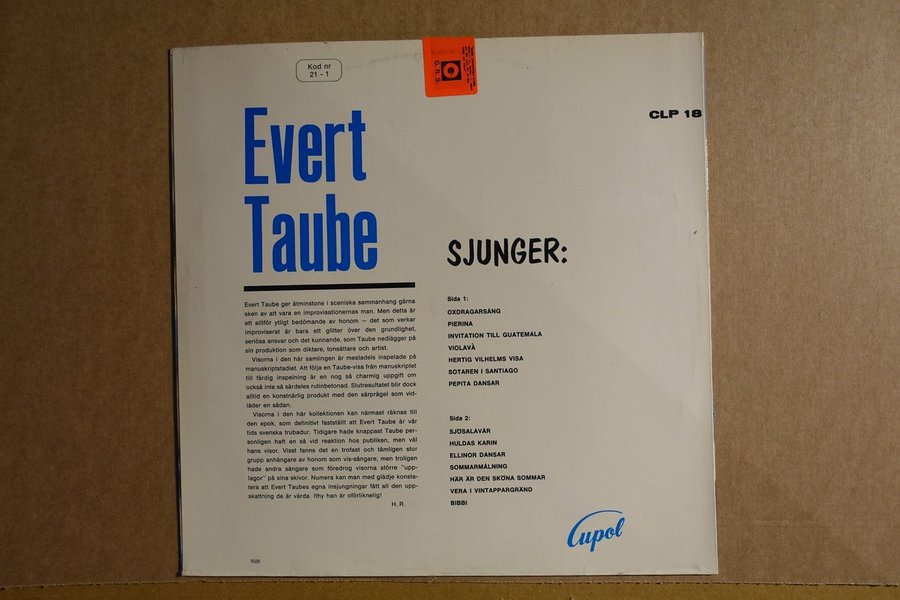 Kod nr
21 - 1
C.R.S.
CLP 18
Evert
Taube
SJUNGER:
Evert Taube ger åtminstone i sceniska sammanhang gärna
sken av att vara en improvisationernas man. Men detta är
ett alltför ytligt bedömande av honom — det som verkar
improviserat är bara ett glitter över den grundlighet,
seriösa ansvar och det kunnande, som Taube nedlägger på
sin produktion som diktare, tonsättare och artist.
Visorna i den här samlingen är mestadels inspelade på
manuskriptstadiet. Att följa en Taube-visa från manuskriptet
till färdig inspelning är en nog så charmig uppgift om
också inte så särdeles rutinbetonad. Slutresultatet blir dock
alltid en konstnärlig produkt med den särprägel som vid-
låder en sådan.
Visorna i den här kollektionen kan närmast räknas till
den epok, som definitivt fastställt att Evert Taube är vår
tids svenska trubadur. Tidigare hade knappast Taube per-
sonligen haft en så vid reaktion hos publiken, men väl
hans visor. Visst fanns det en trofast och tämligen stor
grupp anhängare av honom som vis-sångare, men troligen
hade andra sångare som föredrog visorna större "upp-
lagor" på sina skivor. Numera kan man med glädje konsta-
tera att Evert Taubes egna insjungningar fått all den upp-
skattning de är värda. Ithy han är oförliknelig!
H. R.
Sida 1:
OXDRAGARSÅNG
PIERINA
INVITATION TILL GUATEMALA
VIOLAVÀ
HERTIG VILHELMS VISA
SOTAREN I SANTIAGO
PEPITA DANSAR
Sida 2:
SJÖSALAVÅR
HULDAS KARIN
ELLINOR DANSAR
SOMMARMÅLNING
HÄR ÄR DEN SKÖNA SOMMAR
VERA I VINTAPPARGRÄND
BIBBI
Cupol